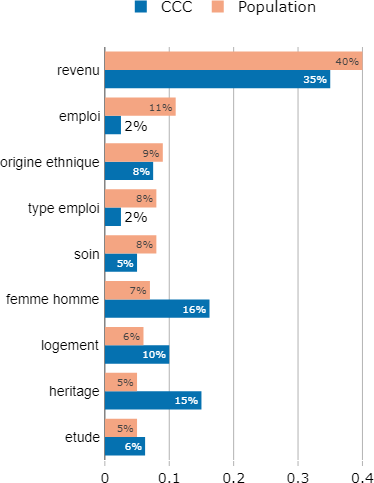 CCC Population
revenu 40%
35%
emploi 11%
2%
origine ethnique 9%
8%
type emploi 8%
2%
soin 8%
5%
femme homme 7%
16%
logement 6%
10%
heritage 5%
15%
etude 5%
6%
0 0.1 0.2 0.3 0.4